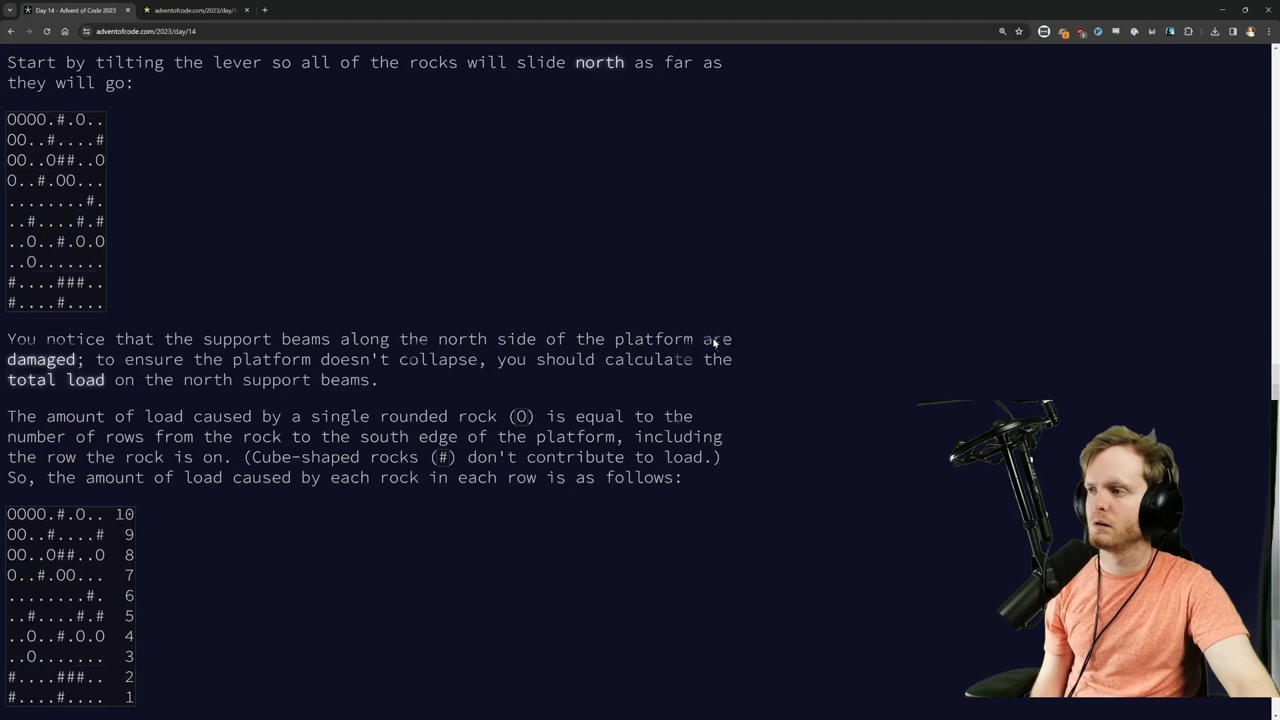 Day 14 - Advent of Code 2023
adventofcode.com/2023/day/1
adventofcode.com/2023/day/14
Start by tilting the lever so all of the rocks will slide north as far as
they will go:
OOOO.#.O..
OO..#....#
OO..O##..O
O..#.OO...
........#.
..#....#.#
..O..#.O.O
..O.......
#....###..
#....#....
You notice that the support beams along the north side of the platform are
damaged; to ensure the platform doesn't collapse, you should calculate the
total load on the north support beams.
The amount of load caused by a single rounded rock (O) is equal to the
number of rows from the rock to the south edge of the platform, including
the row the rock is on. (Cube-shaped rocks (#) don't contribute to load.)
So, the amount of load caused by each rock in each row is as follows:
OOOO.#.O.. 10
OO..#....# 9
OO..O##..O 8
O..#.OO... 7
........#. 6
..#....#.# 5
..O..#.O.O 4
..O....... 3
#....###.. 2
#....#.... 1